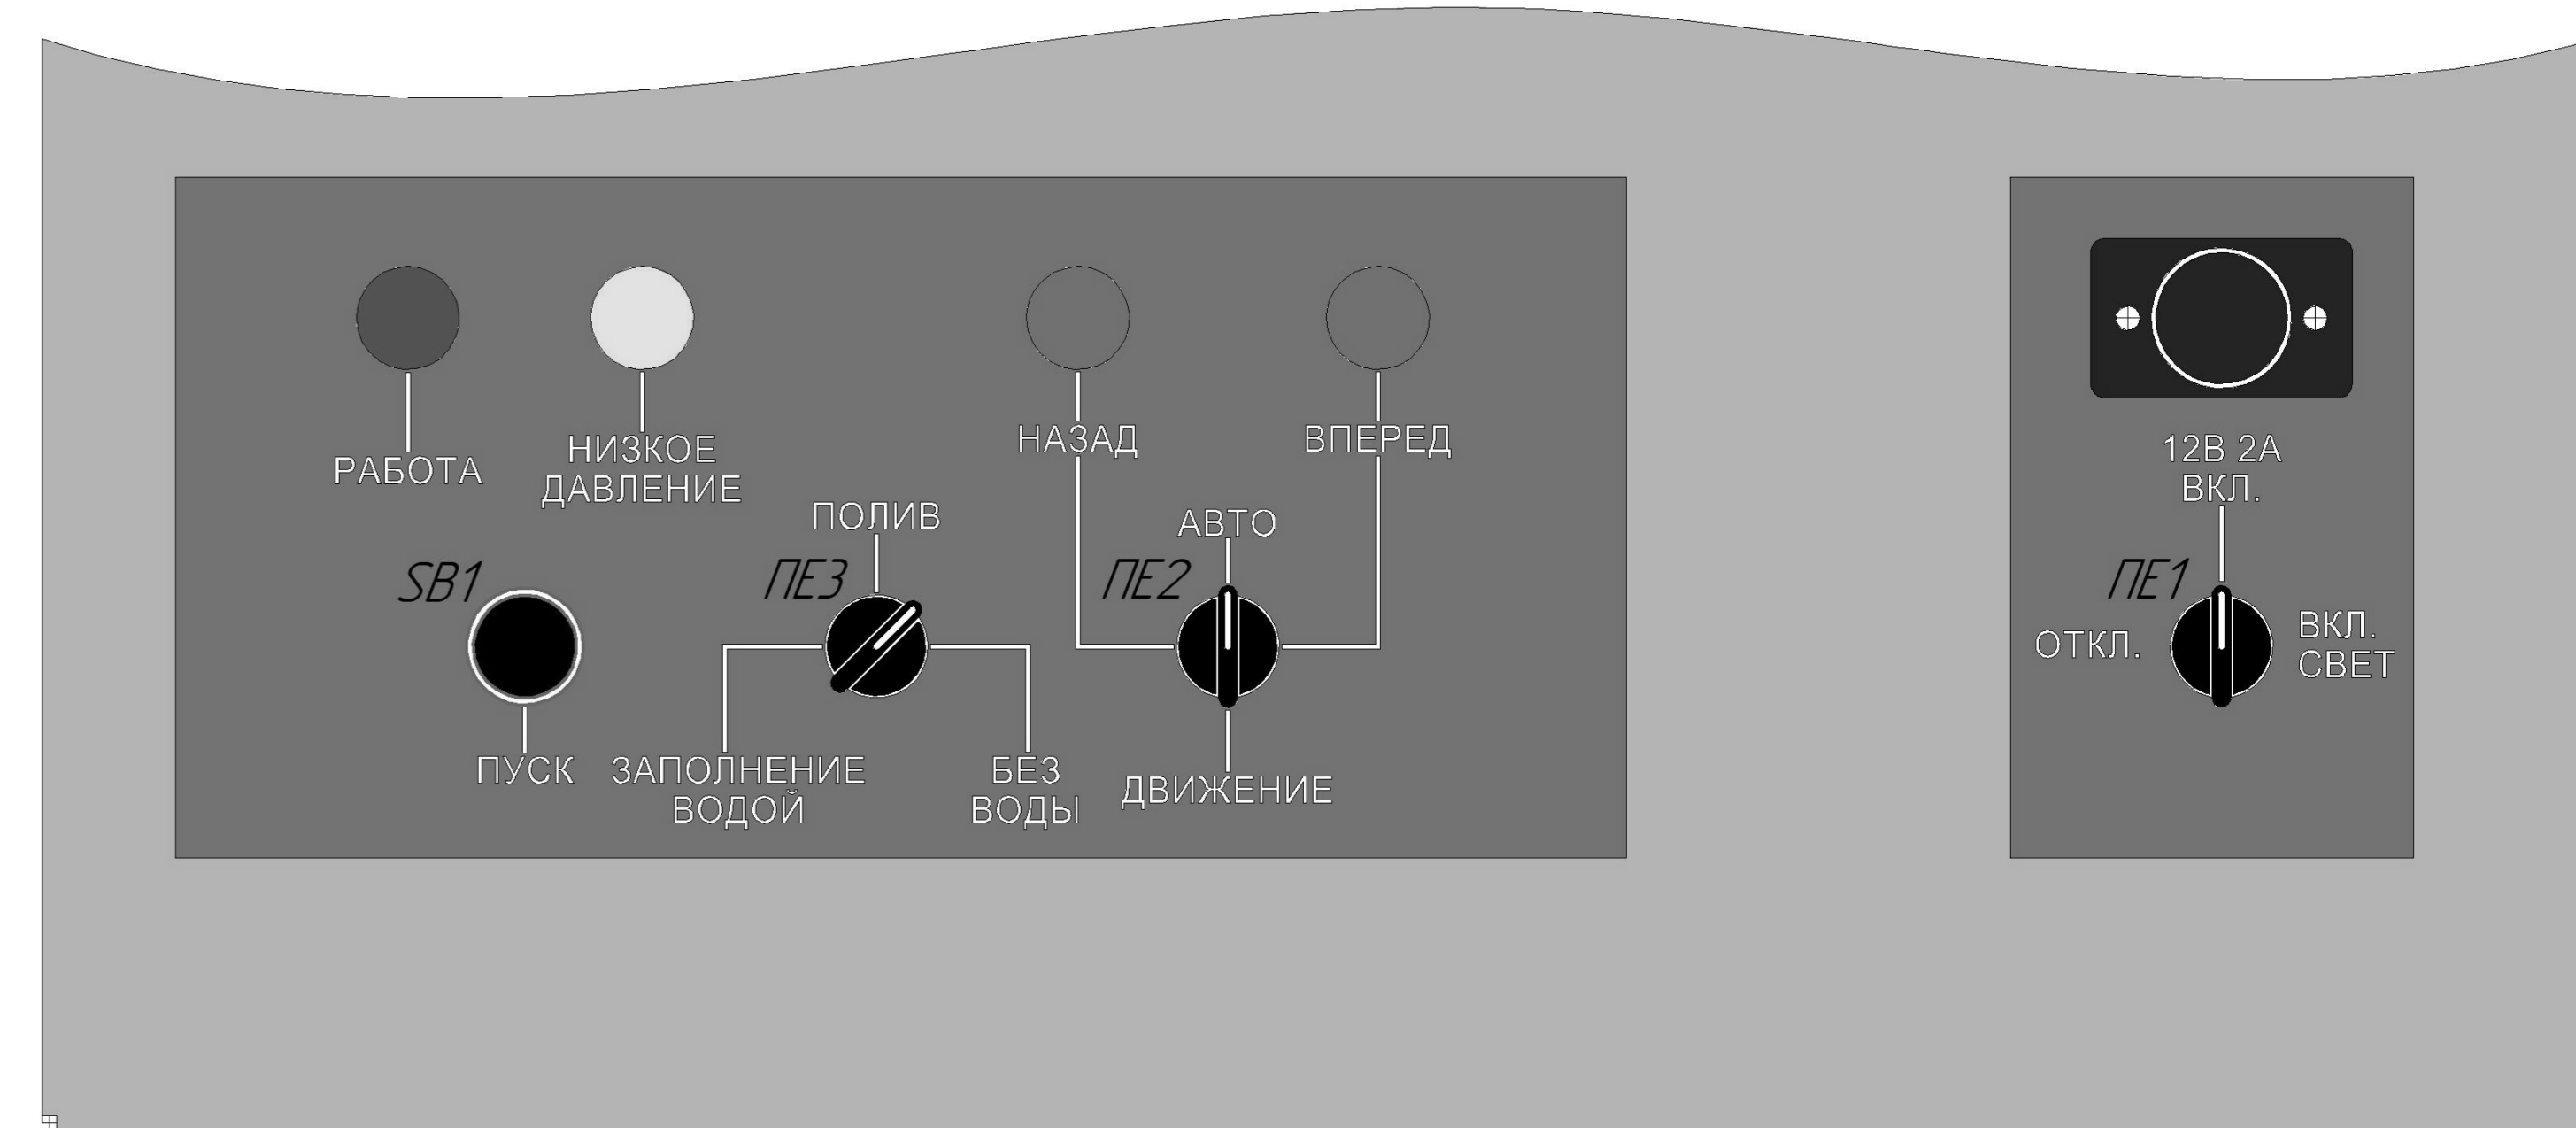 РАБОТА
НИЗКОЕ
ДАВЛЕНИЕ
НАЗАД
ВПЕРЕД
SB1
ПУСК
ПЕ3
ПОЛИВ
ЗАПОЛНЕНИЕ
ВОДОЙ
БЕЗ
ВОДЫ
ПЕ2
АВТО
ДВИЖЕНИЕ
12В 2А
ВКЛ.
ПЕ1
ОТКЛ.
ВКЛ.
СВЕТ